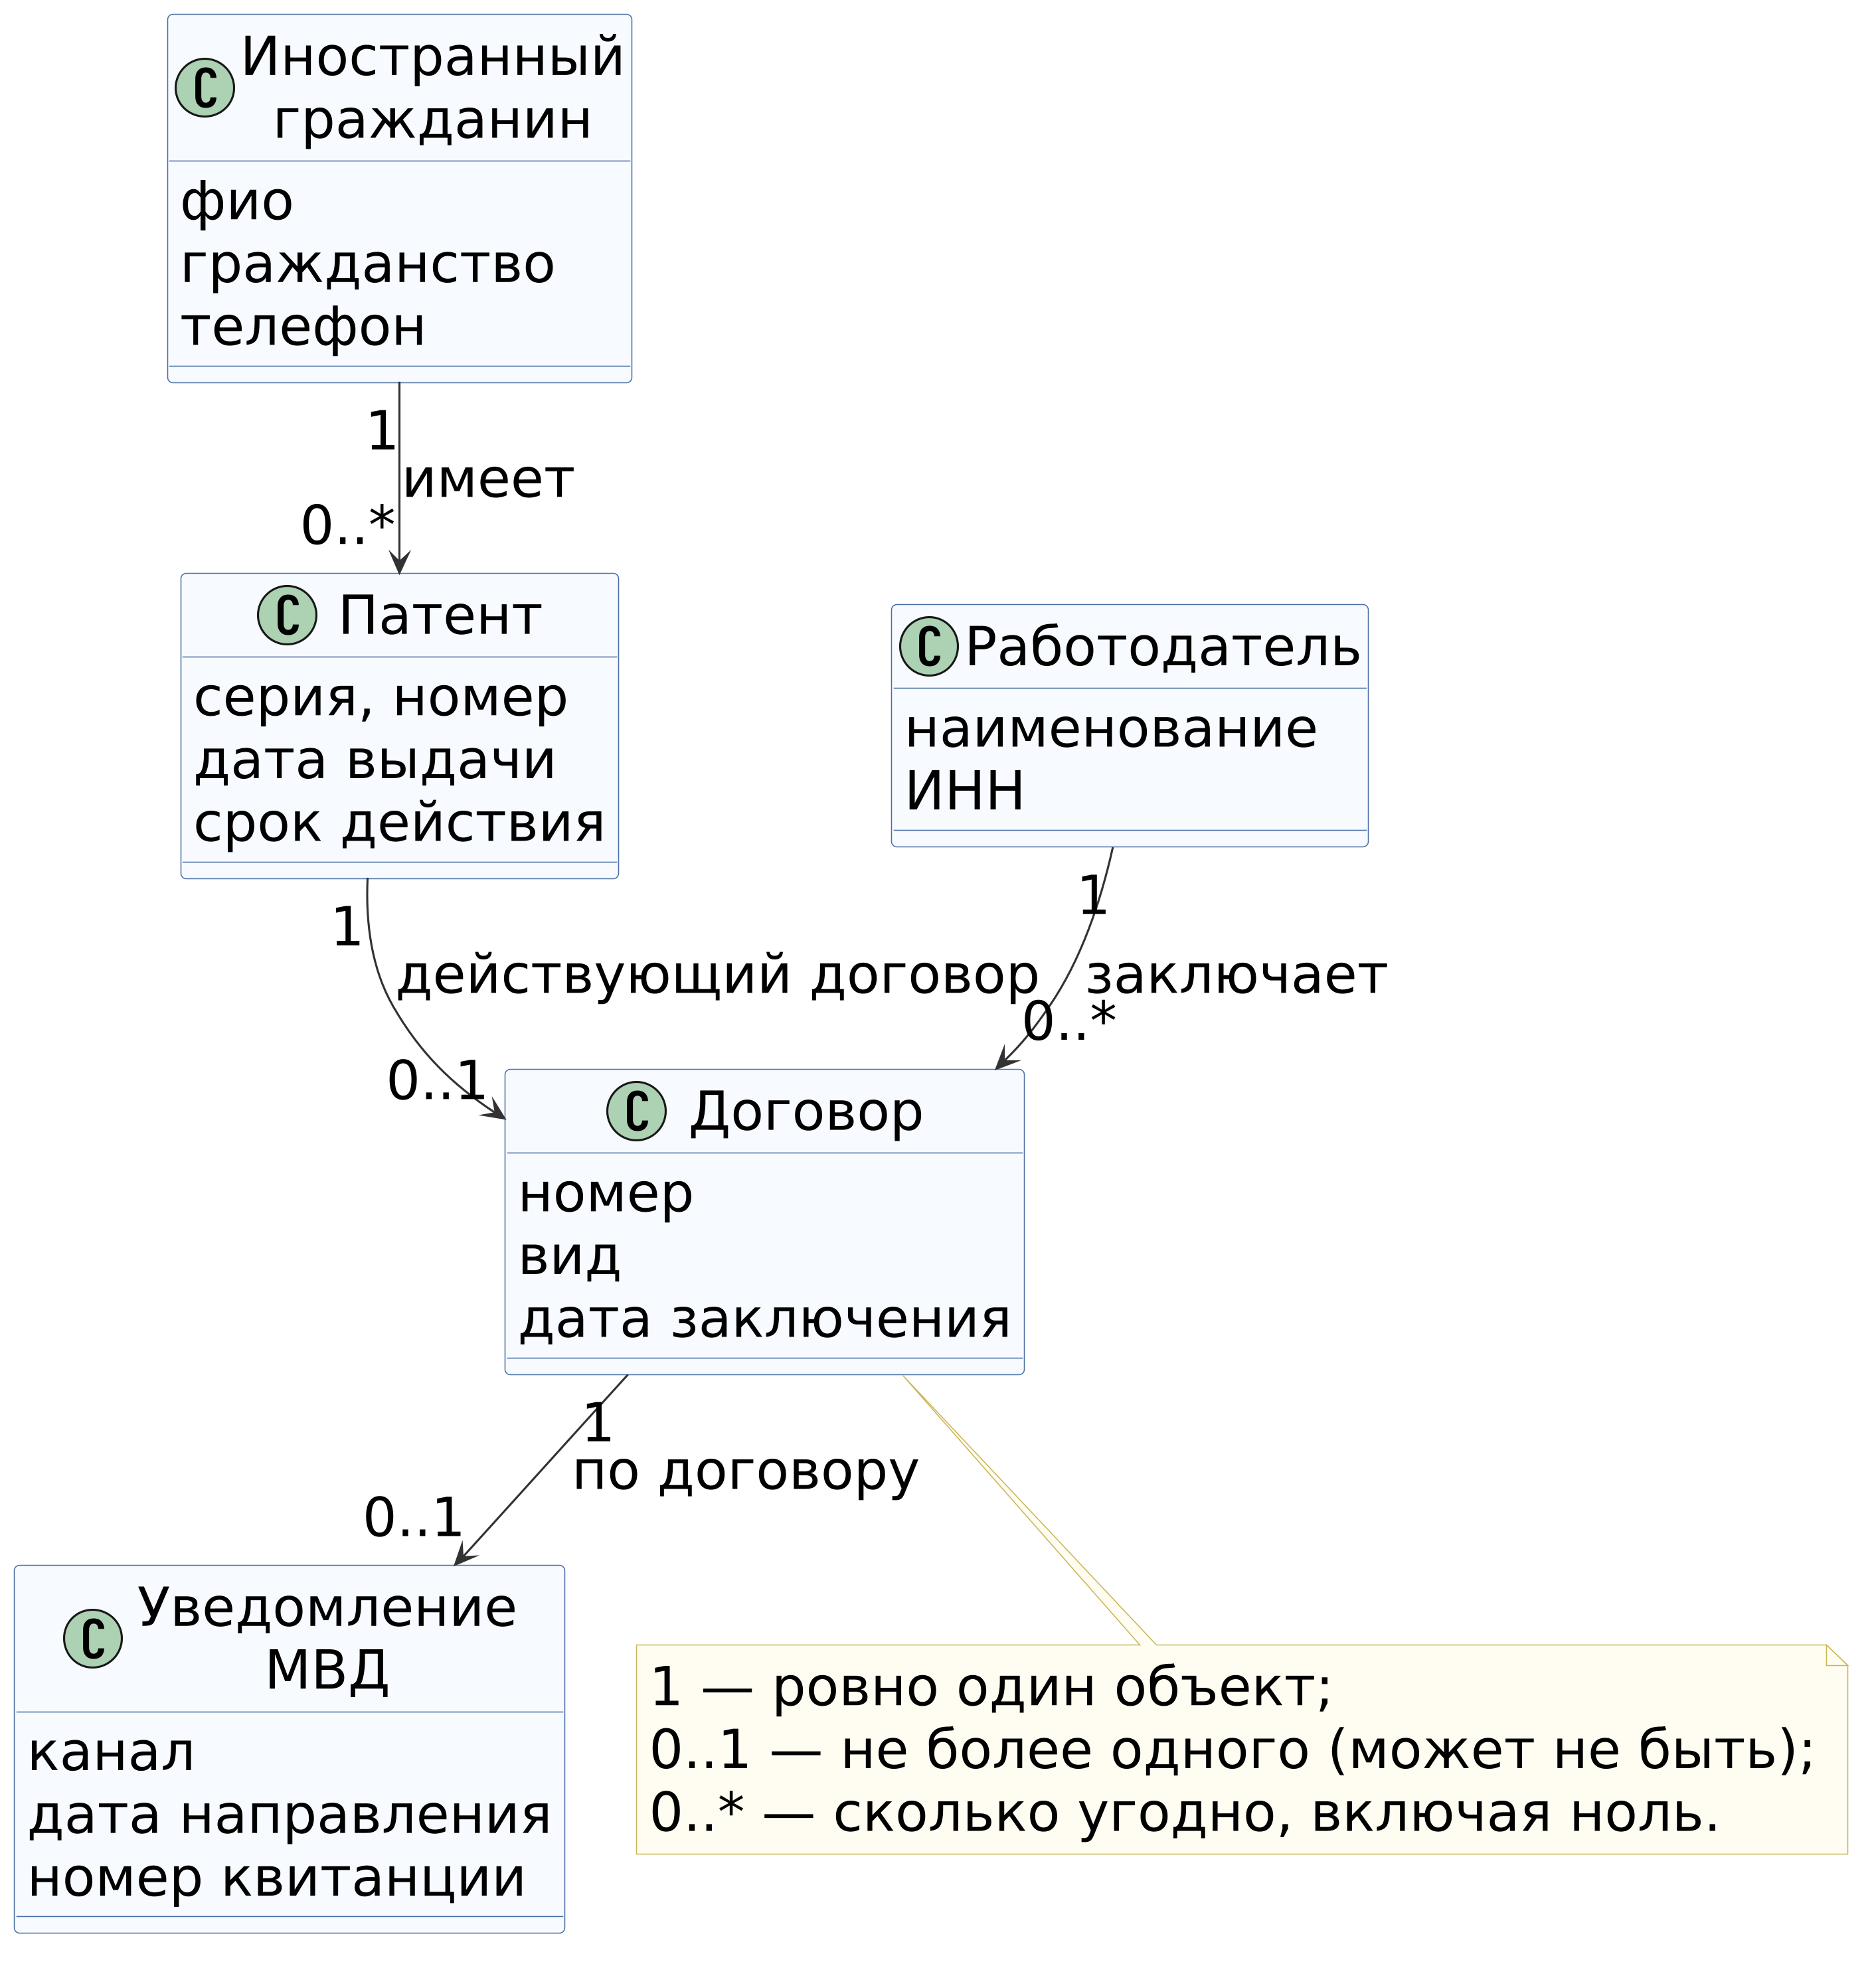 C
Иностранный
гражданин
фио
гражданство
телефон
1
имеет
0..*
C Патент
серия, номер
дата выдачи
срок действия
C Работодатель
наименование
ИНН
1
действующий договор
0..1
1
заключает
0..*
C Договор
номер
вид
дата заключения
1
по договору
0..1
C
Уведомление
МВД
канал
дата направления
номер квитанции
1 — ровно один объект;
0..1 — не более одного (может не быть);
0..* — сколько угодно, включая ноль.